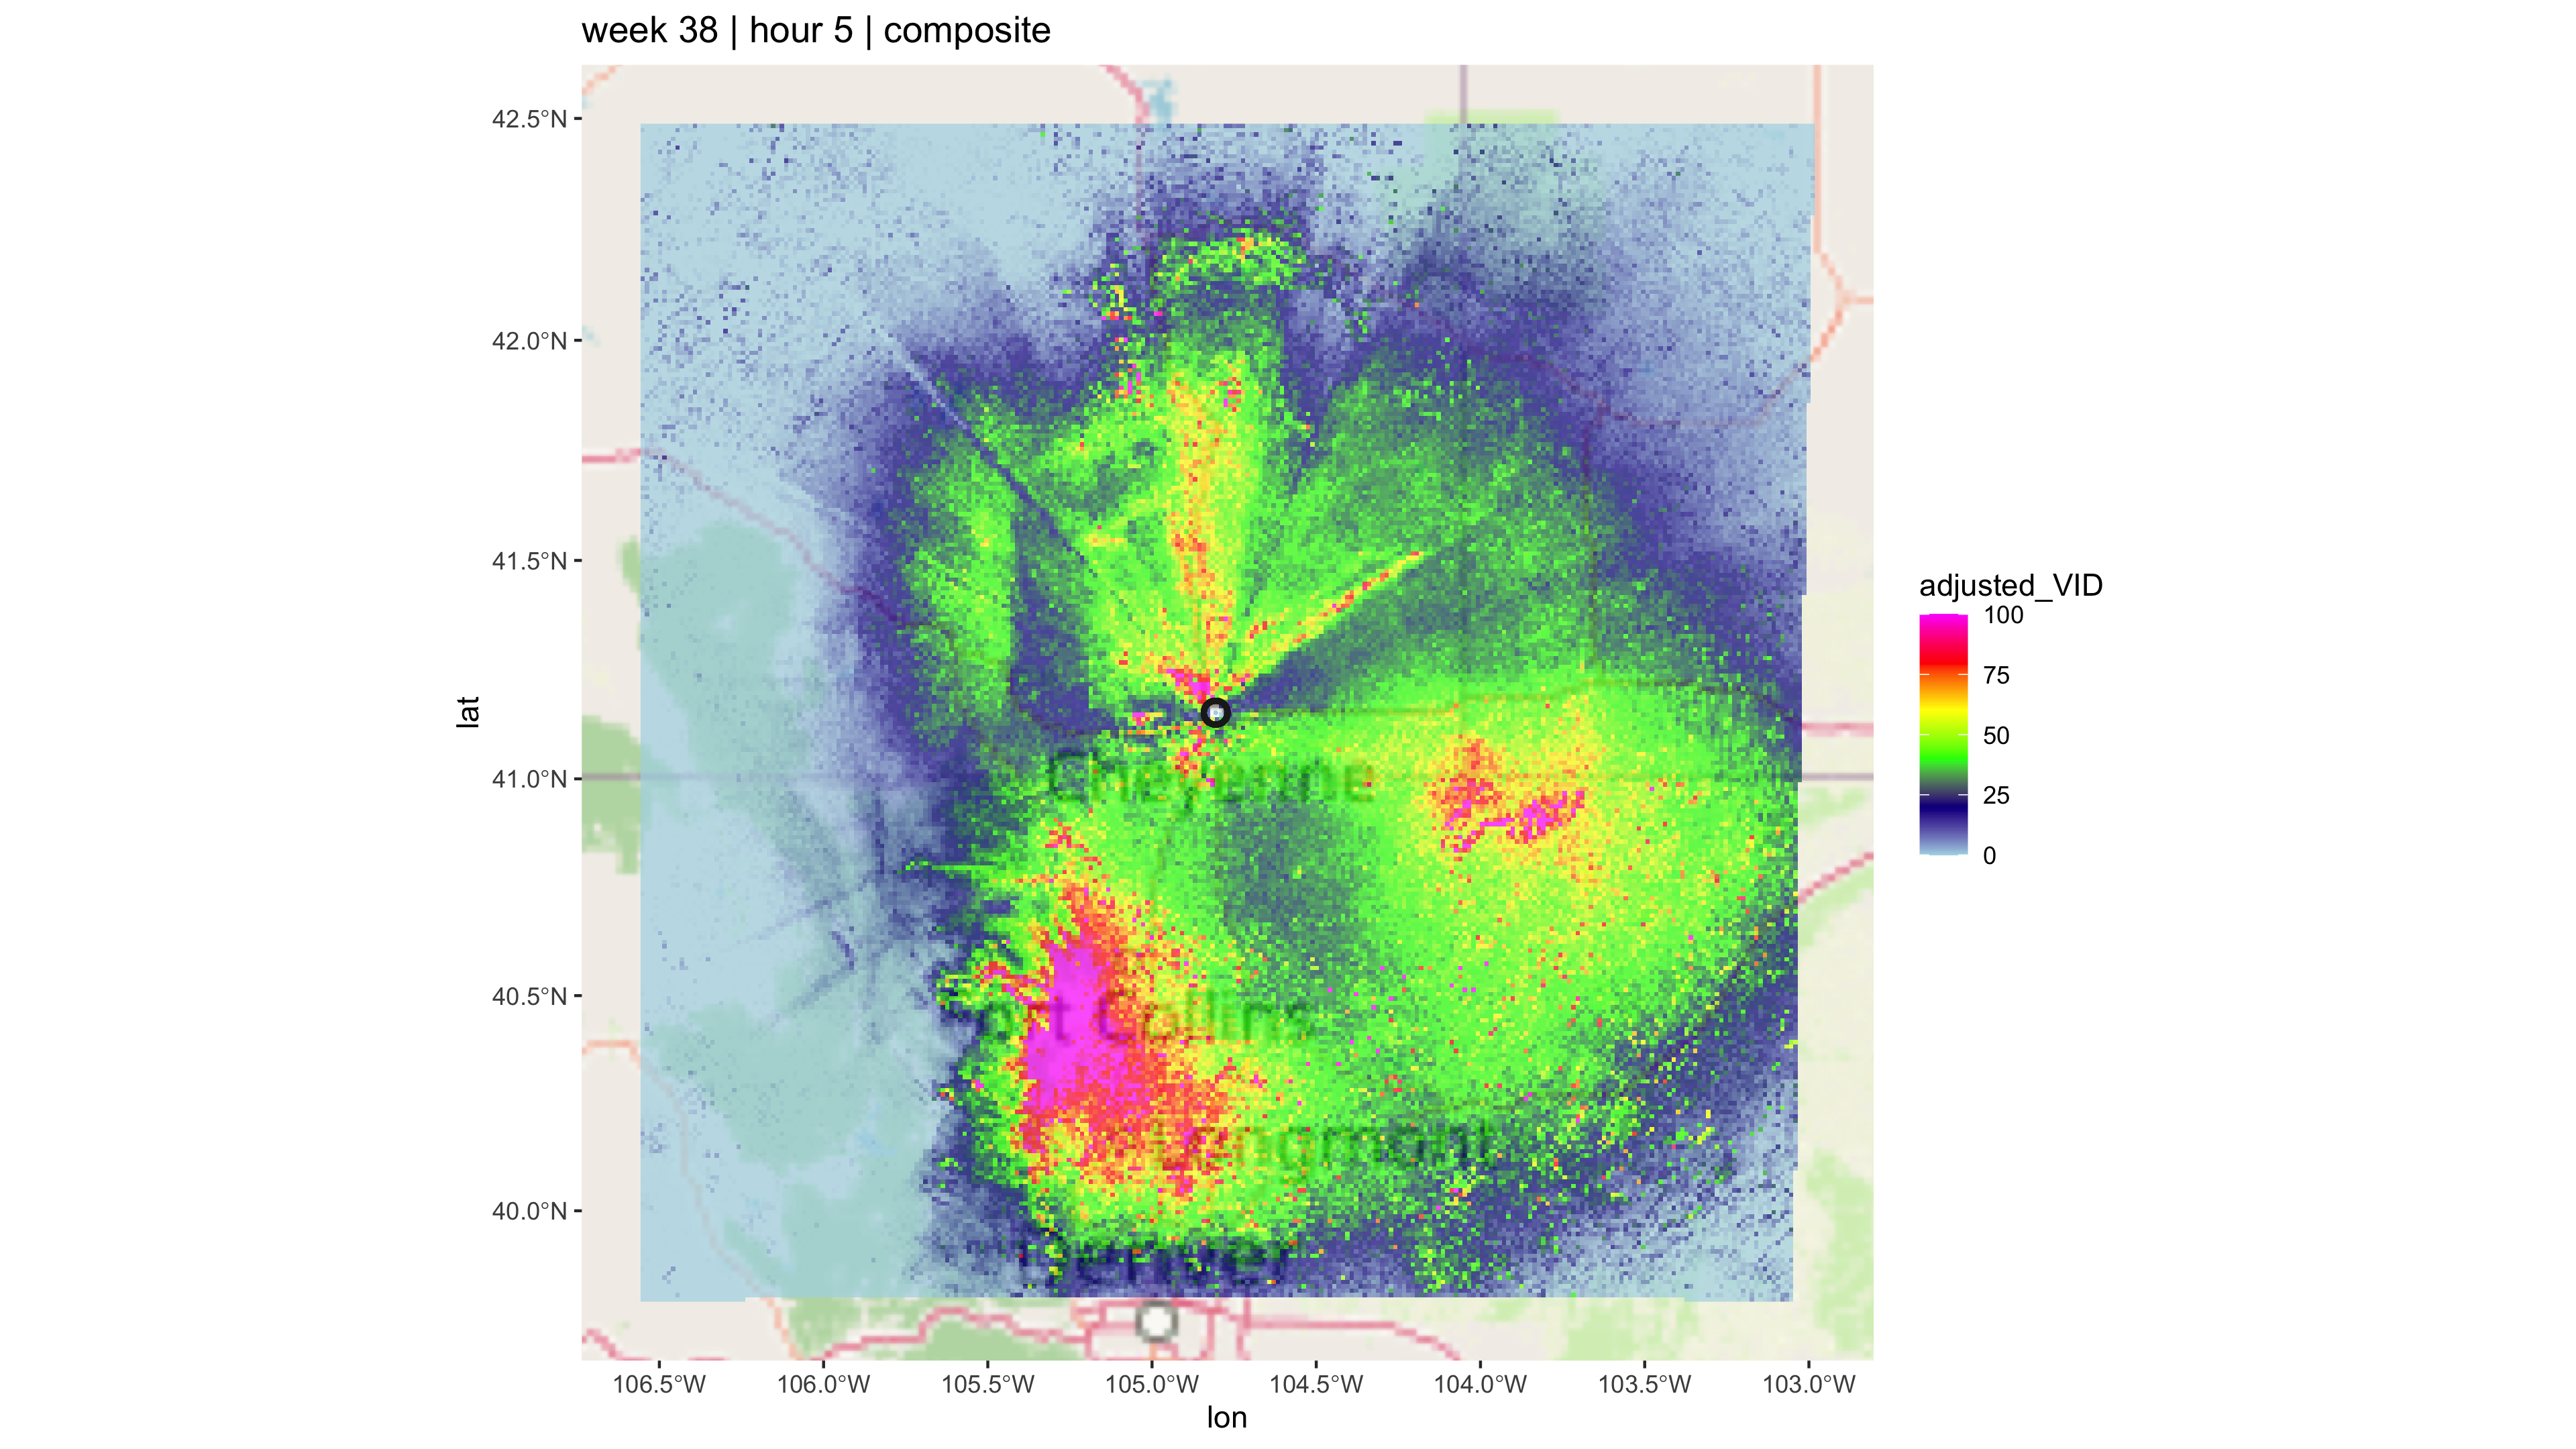 week 38 | hour 5 | composite
42.5°N
42.0°N
41.5°N
41.0°N
40.5°N
40.0°N
lat
Cheyenne
t Collins
Longmont
Denver
106.5°W 106.0°W 105.5°W 105.0°W 104.5°W 104.0°W 103.5°W 103.0°W
lon
adjusted_VID
100
75
50
25
0